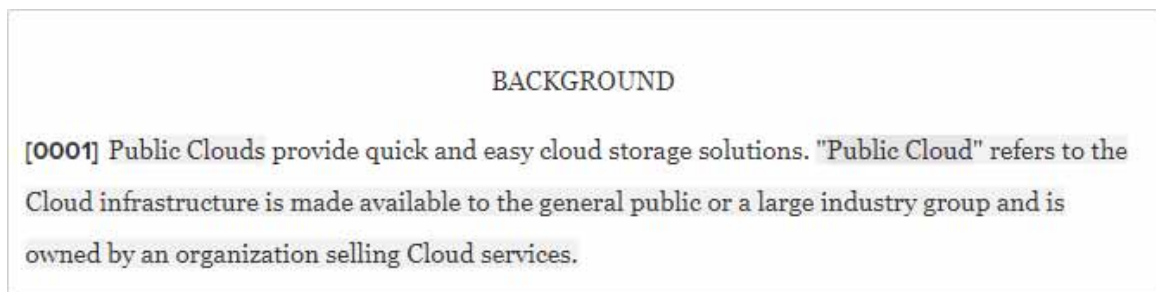 BACKGROUND
[0001] Public Clouds provide quick and easy cloud storage solutions. "Public Cloud" refers to the
Cloud infrastructure is made available to the general public or a large industry group and is
owned by an organization selling Cloud services.